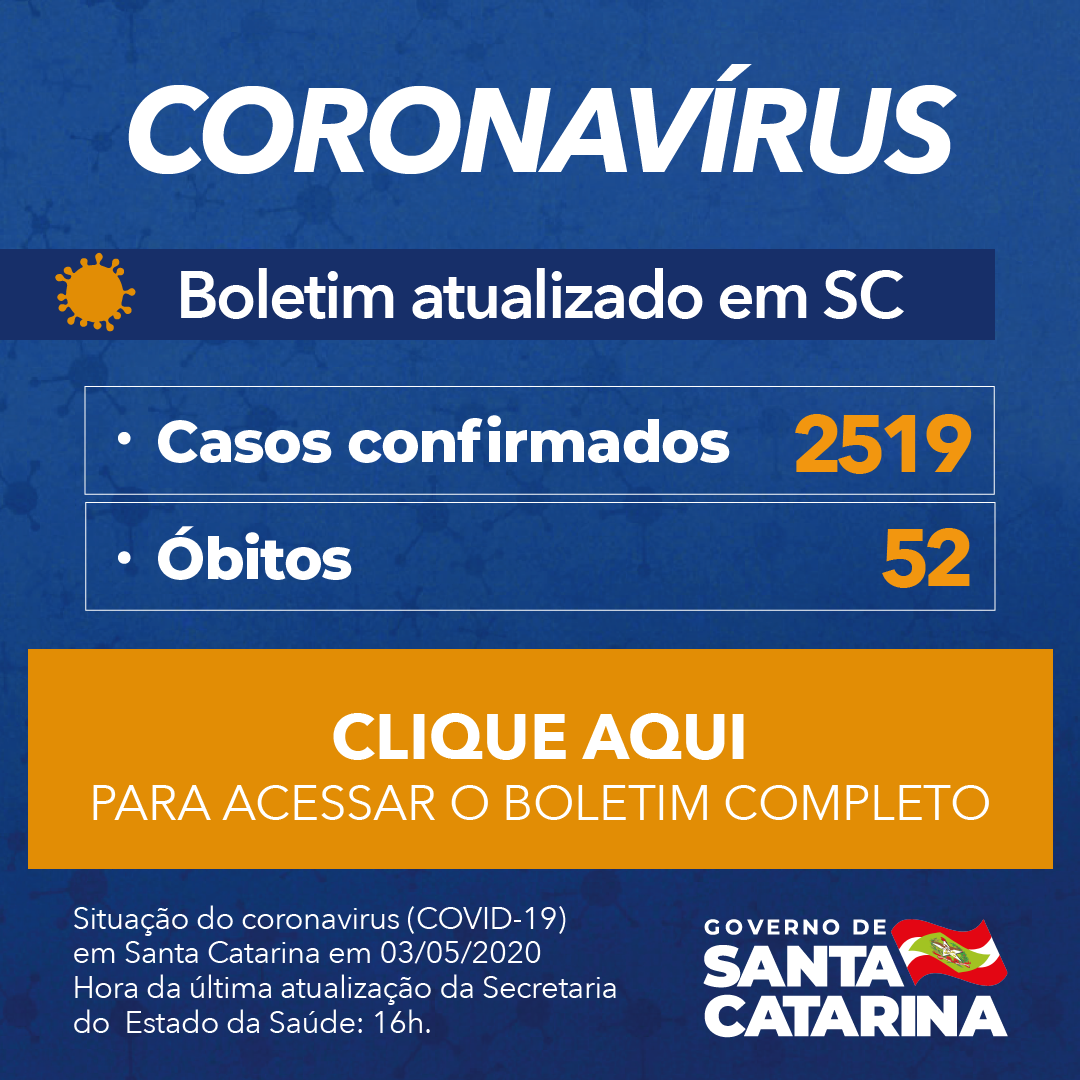 CORONAVÍRUS
Boletim atualizado em SC
• Casos confirmados 2519
• Óbitos 52
CLIQUE AQUI
PARA ACESSAR O BOLETIM COMPLETO
Situação do coronavirus (COVID-19)
em Santa Catarina em 03/05/2020
Hora da última atualização da Secretaria
do Estado da Saúde: 16h.
GOVERNO DE
SANTA
CATARINA